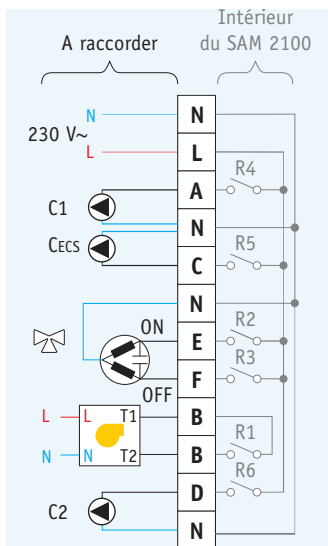 Intérieur
du SAM 2100
A raccorder
N
N
230 V~
L
L
A
R4
C1
N
CECS
C
R5
N
ON
E
R2
F
R3
OFF
L
L
T1
B
R1
N
N
T2
B
D
R6
C2
N